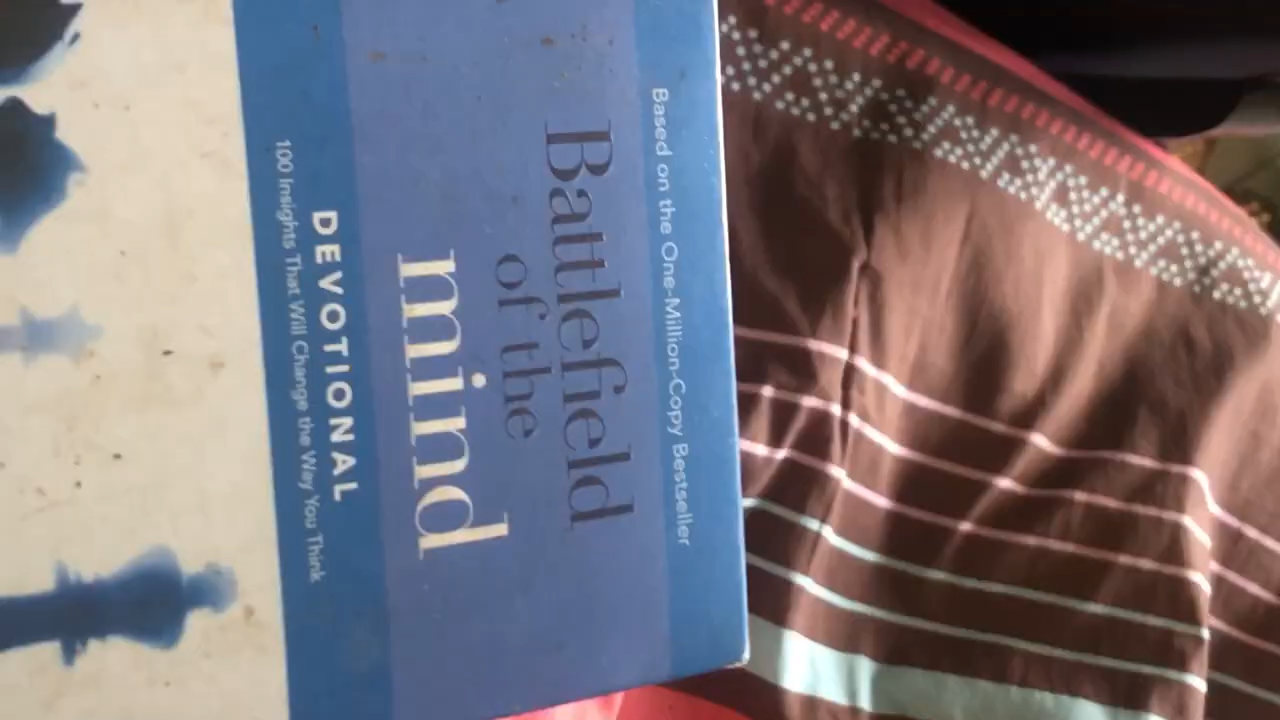 Based on the One-Million-Copy Bestseller
Battlefield
of the
mind
DEVOTIONAL
100 Insights That Will Change the Way You Think